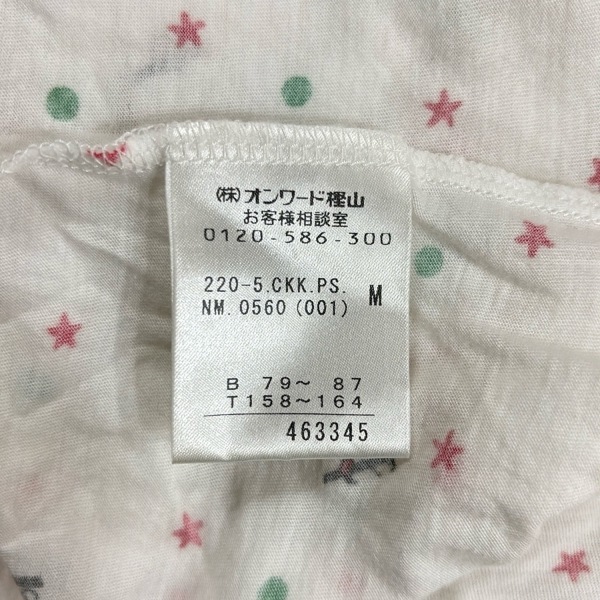 (株)オンワード樫山
お客様相談室
0120-586-300
220-5.CKK.PS. M
NM.0560(001)
B 79～ 87
T158～164
463345